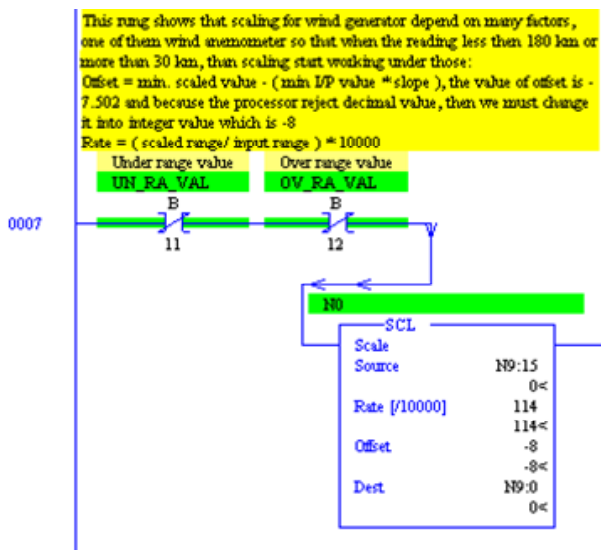 This rung shows that scaling for wind generator depend on many factors,
one of them wind anemometer so that when the reading less then 180 km or
more than 30 km, than scaling start working under those:
Offset = min. scaled value - ( min I/P value * slope ), the value of offset is -
7.502 and because the processor reject decimal value, then we must change
it into integer value which is -8
Rate = ( scaled range/ input range ) * 10000
Under range value Over range value
UN_RA_VAL OV_RA_VAL
B B
0007
11 12
N0
SCL
Scale
Source N9:15
0<
Rate [/10000] 114
114<
Offset -8
-8<
Dest N9:0
0<